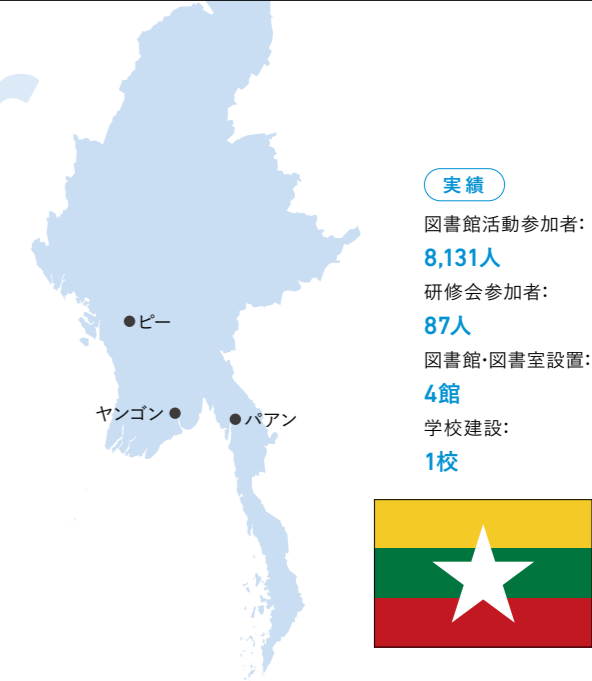 実績
図書館活動参加者:
8,131人
研修会参加者:
87人
図書館・図書室設置:
4館
学校建設:
1校
ピー
ヤンゴン
パアン